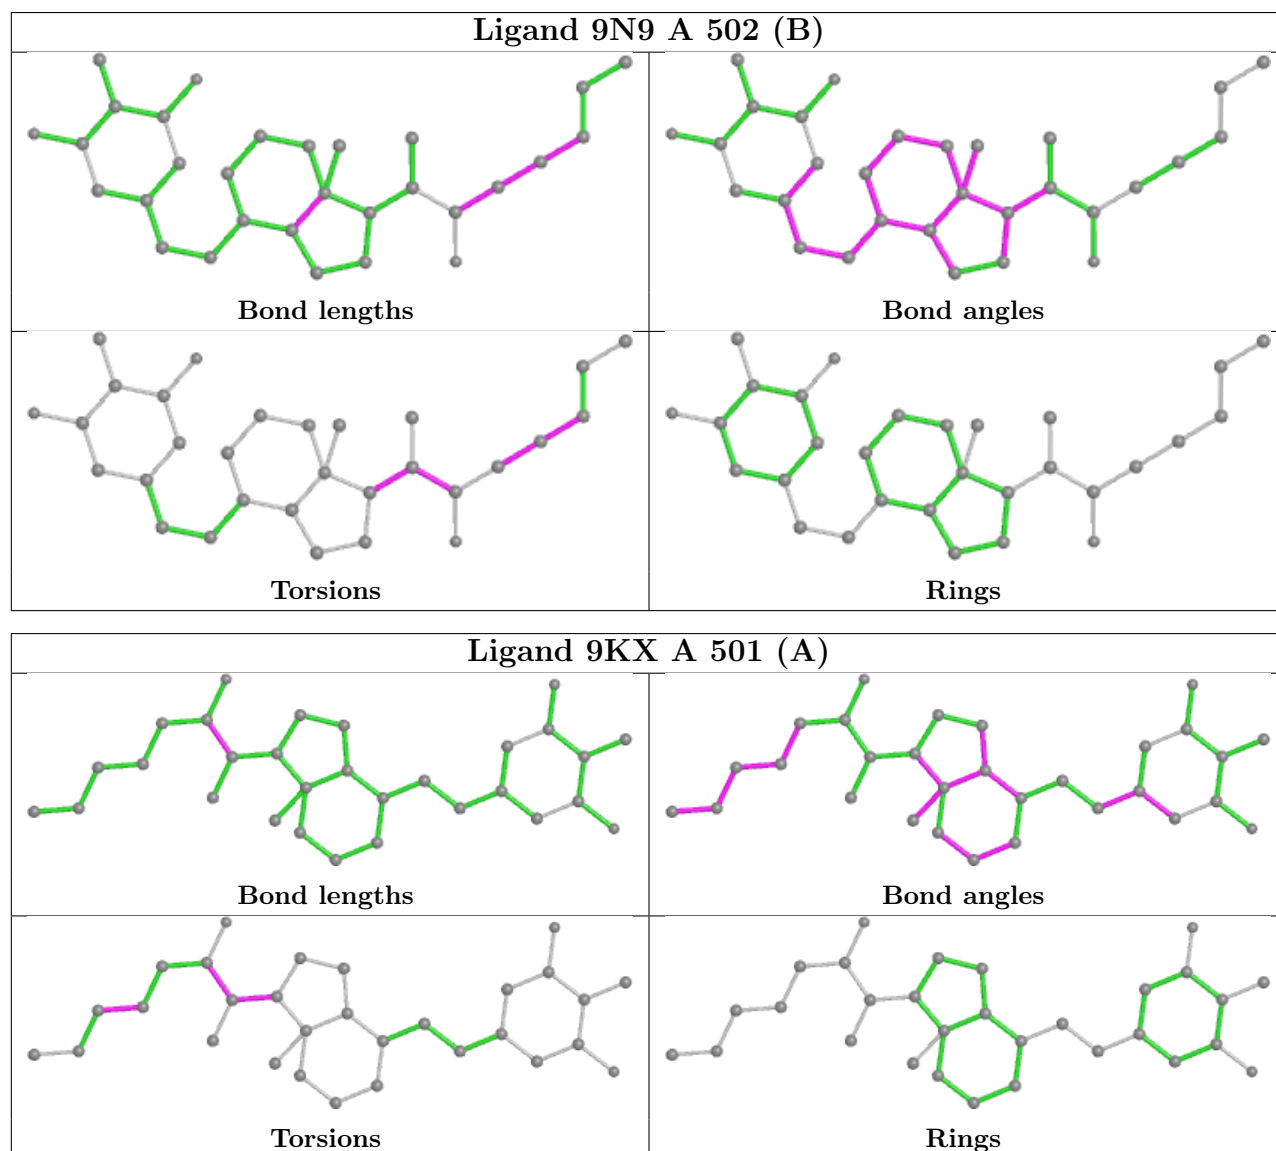 Ligand 9N9 A 502 (B)
Bond lengths
Bond angles
Torsions
Rings
Ligand 9KX A 501 (A)
Bond lengths
Bond angles
Torsions
Rings